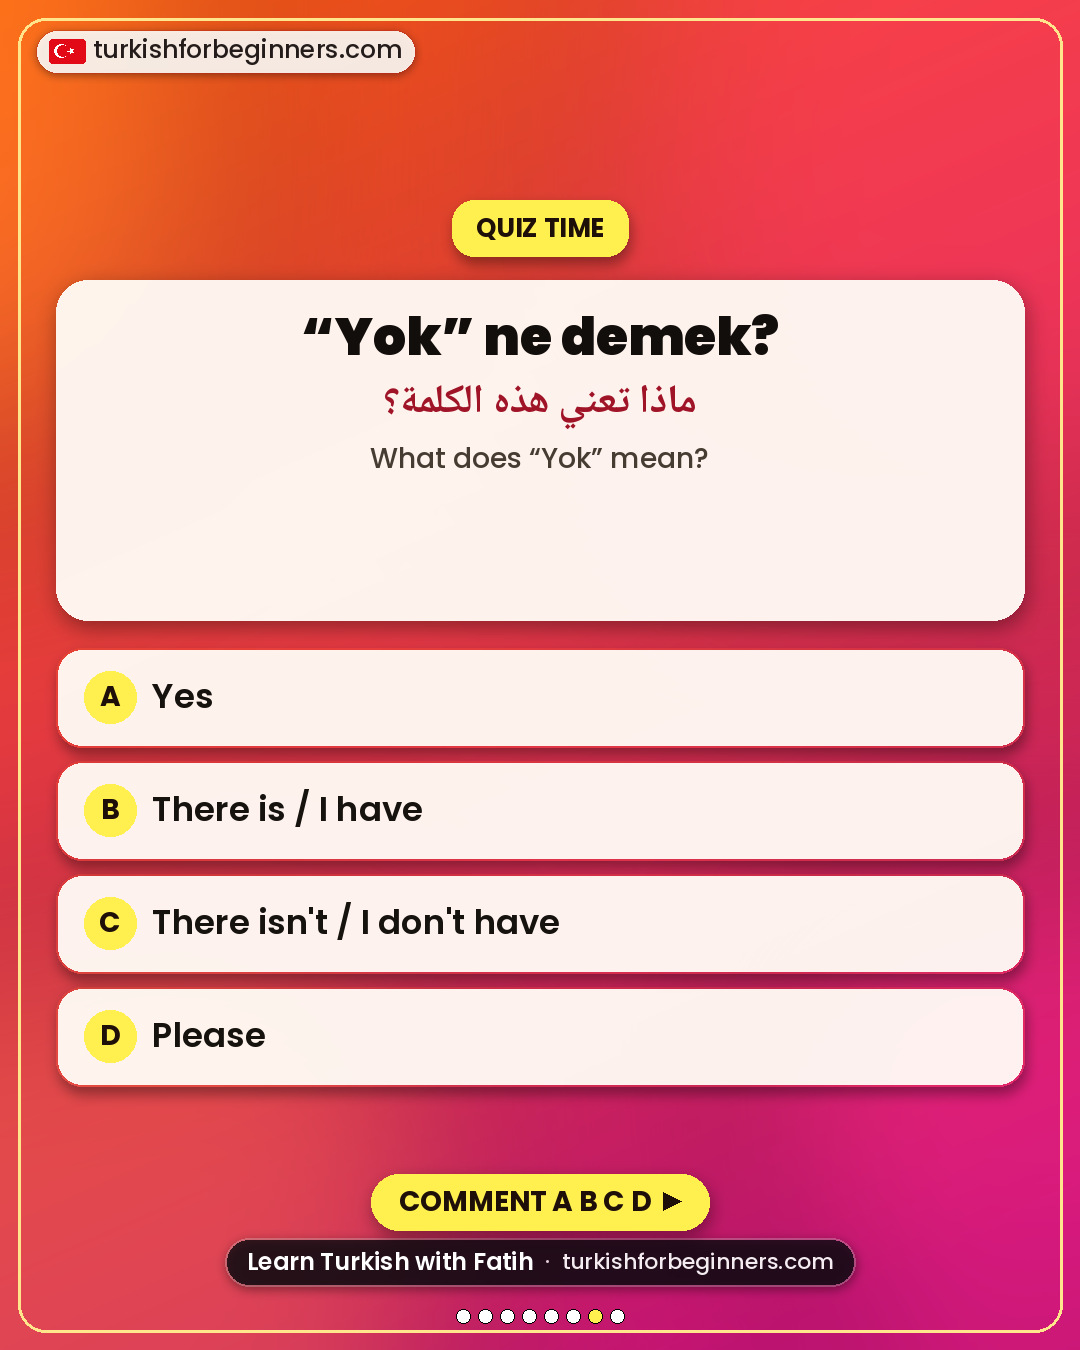 turkishforbeginners.com
QUIZ TIME
“Yok” ne demek?
ماذا تعني هذه الكلمة؟
What does “Yok” mean?
A Yes
B There is / I have
C There isn't / I don't have
D Please
COMMENT A B C D ▶
Learn Turkish with Fatih · turkishforbeginners.com